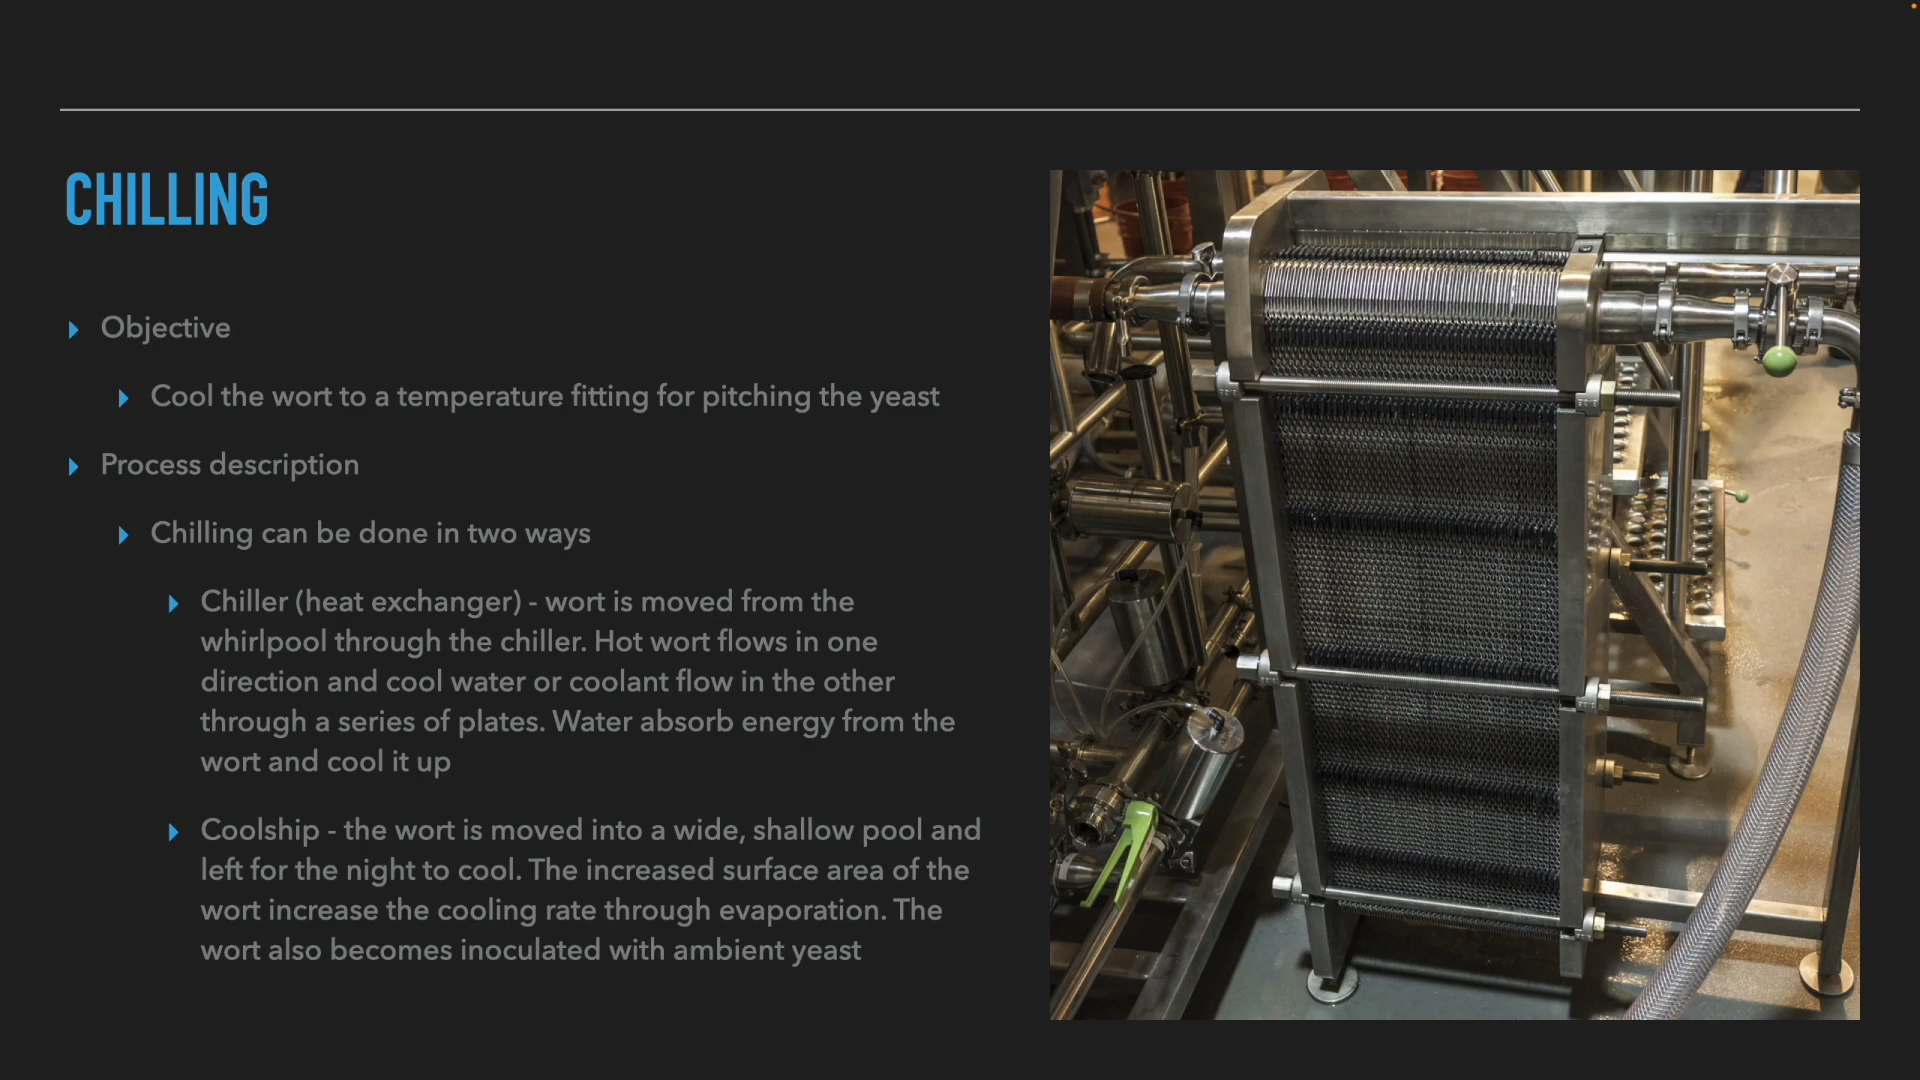 CHILLING
Objective
Cool the wort to a temperature fitting for pitching the yeast
Process description
Chilling can be done in two ways
Chiller (heat exchanger) - wort is moved from the
whirlpool through the chiller. Hot wort flows in one
direction and cool water or coolant flow in the other
through a series of plates. Water absorb energy from the
wort and cool it up
Coolship - the wort is moved into a wide, shallow pool and
left for the night to cool. The increased surface area of the
wort increase the cooling rate through evaporation. The
wort also becomes inoculated with ambient yeast